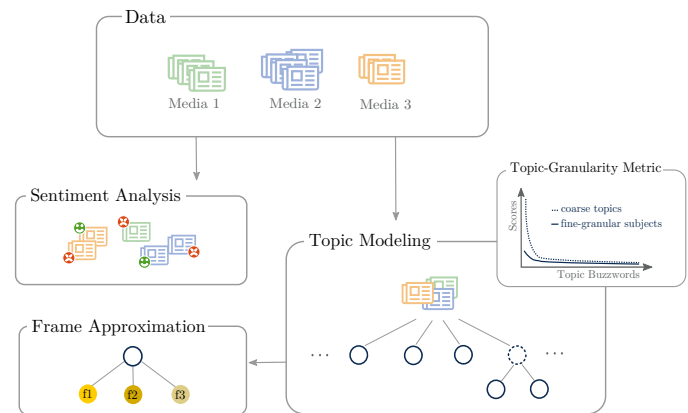 Data
Media 1
Media 2
Media 3
Topic-Granularity Metric
Scores
coarse topics
fine-granular subjects
Topic Buzzwords
Sentiment Analysis
Topic Modeling
... ...
Frame Approximation
f1
f2
f3